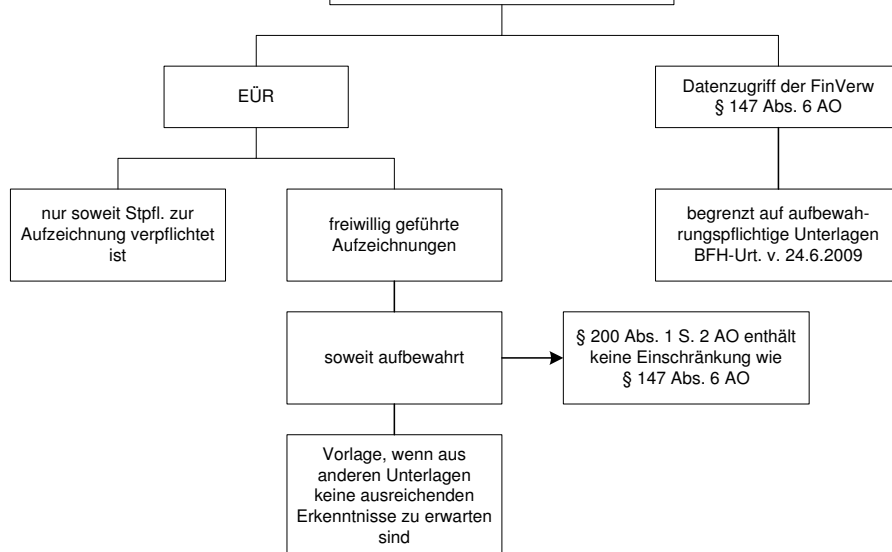 EÜR
Datenzugriff der FinVerw
§ 147 Abs. 6 AO
nur soweit Stpfl. zur
Aufzeichnung verpflichtet
ist
freiwillig geführte
Aufzeichnungen
begrenzt auf aufbewah-
rungspflichtige Unterlagen
BFH-Urt. v. 24.6.2009
soweit aufbewahrt
§ 200 Abs. 1 S. 2 AO enthält
keine Einschränkung wie
§ 147 Abs. 6 AO
Vorlage, wenn aus
anderen Unterlagen
keine ausreichenden
Erkenntnisse zu erwarten
sind